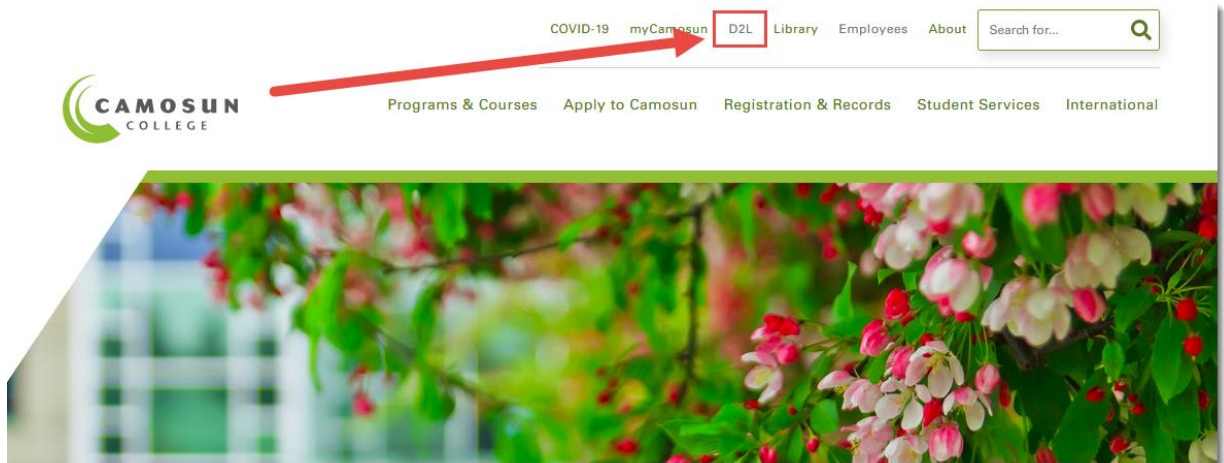 COVID-19 myCamosun D2L Library Employees About Search for...
CAMOSUN
COLLEGE
Programs & Courses Apply to Camosun Registration & Records Student Services International